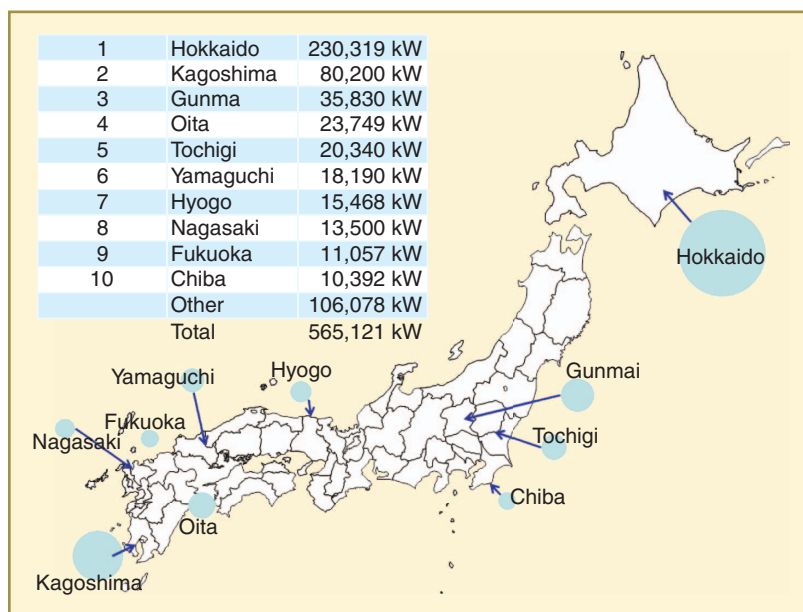 1 Hokkaido 230,319 kW
2 Kagoshima 80,200 kW
3 Gunma 35,830 kW
4 Oita 23,749 kW
5 Tochigi 20,340 kW
6 Yamaguchi 18,190 kW
7 Hyogo 15,468 kW
8 Nagasaki 13,500 kW
9 Fukuoka 11,057 kW
10 Chiba 10,392 kW
Other 106,078 kW
Total 565,121 kW
Hokkaido
Yamaguchi
Hyogo
Gunmai
Fukuoka
Nagasaki
Tochigi
Chiba
Oita
Kagoshima